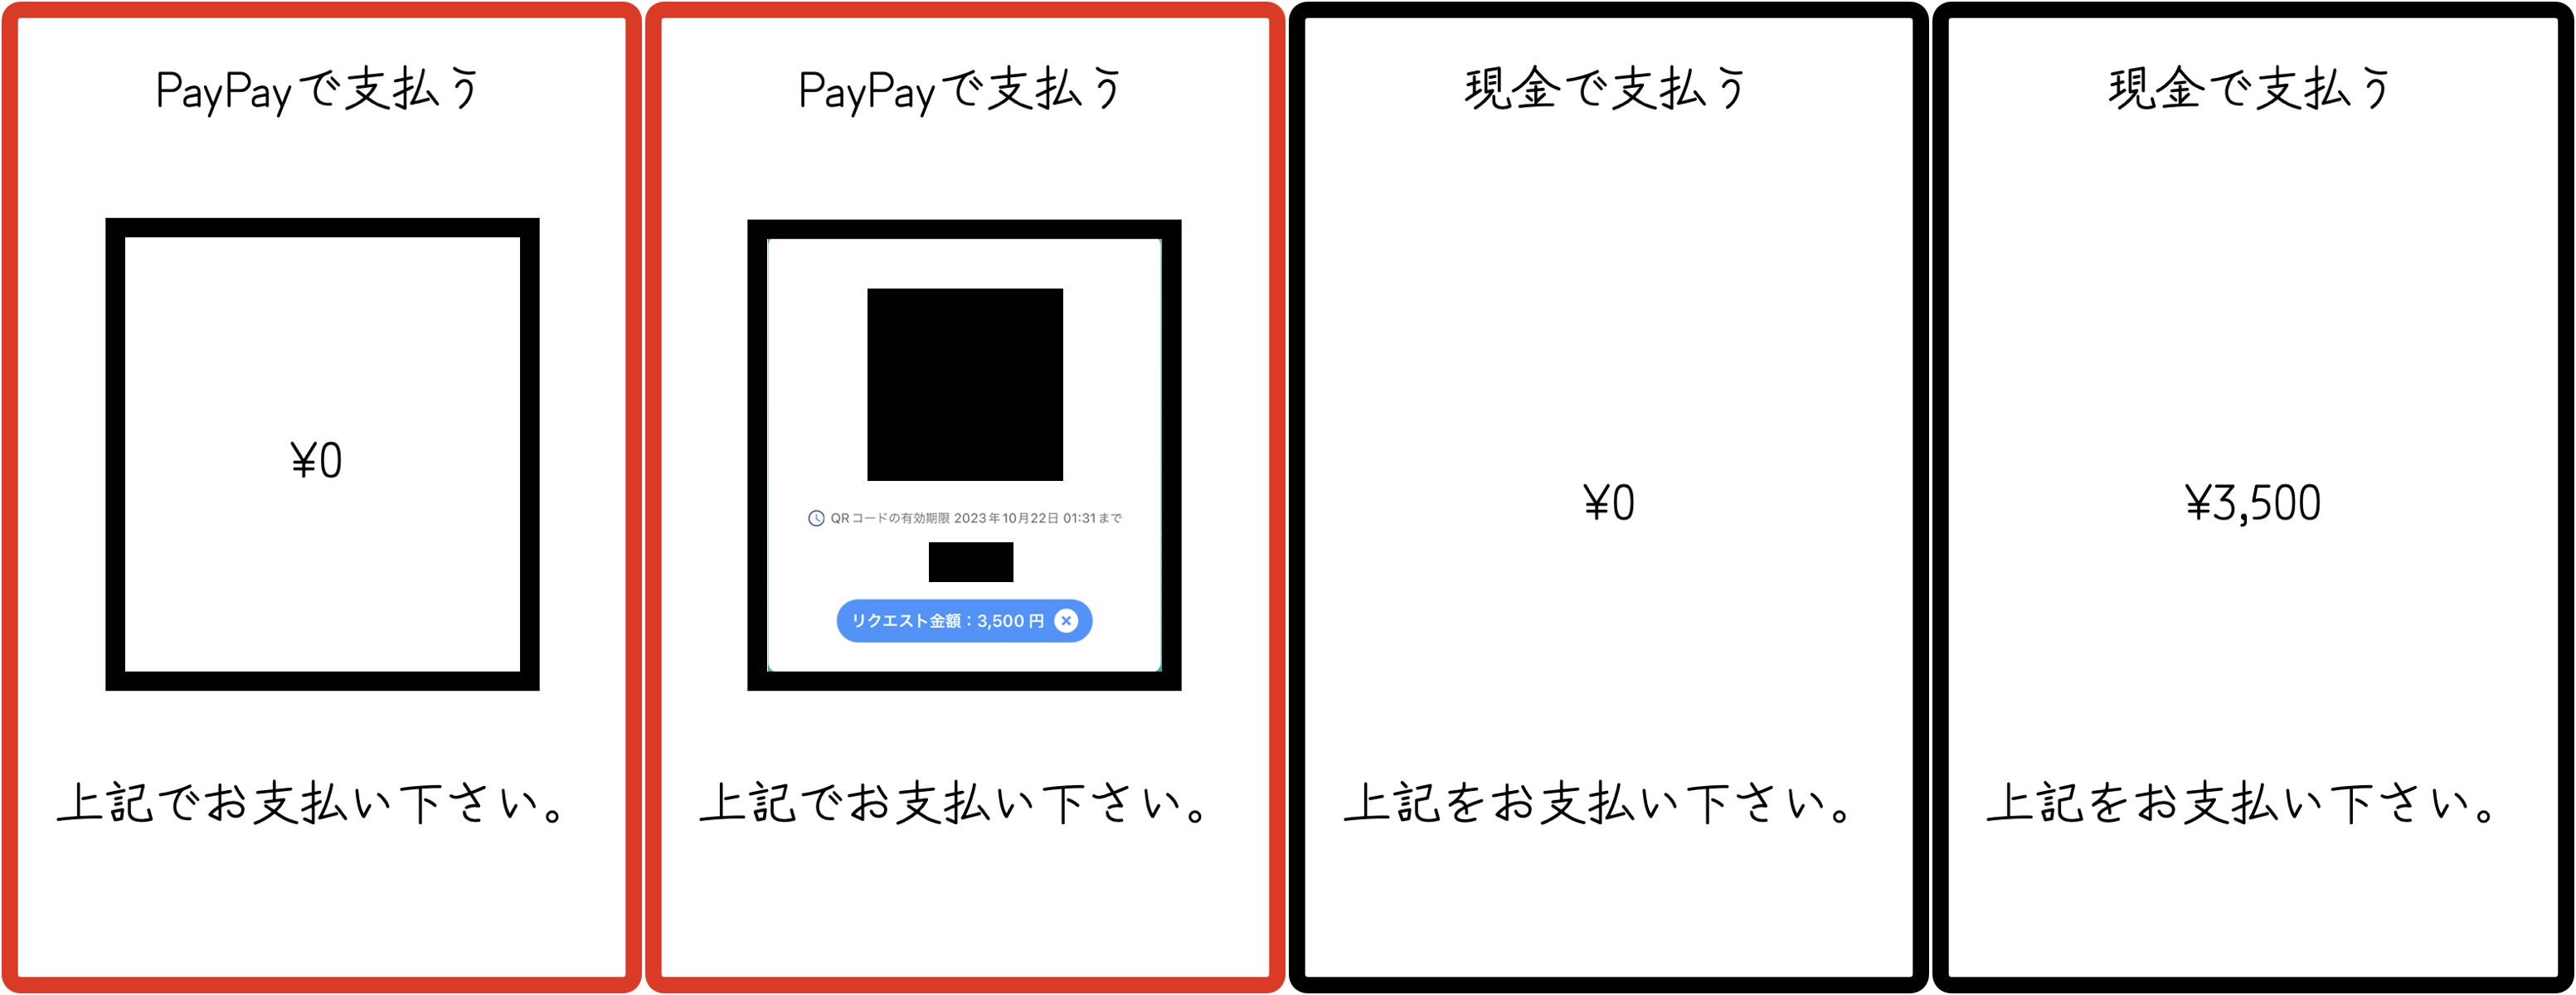 PayPayで支払う
¥0
上記でお支払い下さい。
PayPayで支払う
QRコードの有効期限 2023年10月22日 01:31まで
リクエスト金額：3,500 円
上記でお支払い下さい。
現金で支払う
¥0
上記をお支払い下さい。
現金で支払う
¥3,500
上記をお支払い下さい。